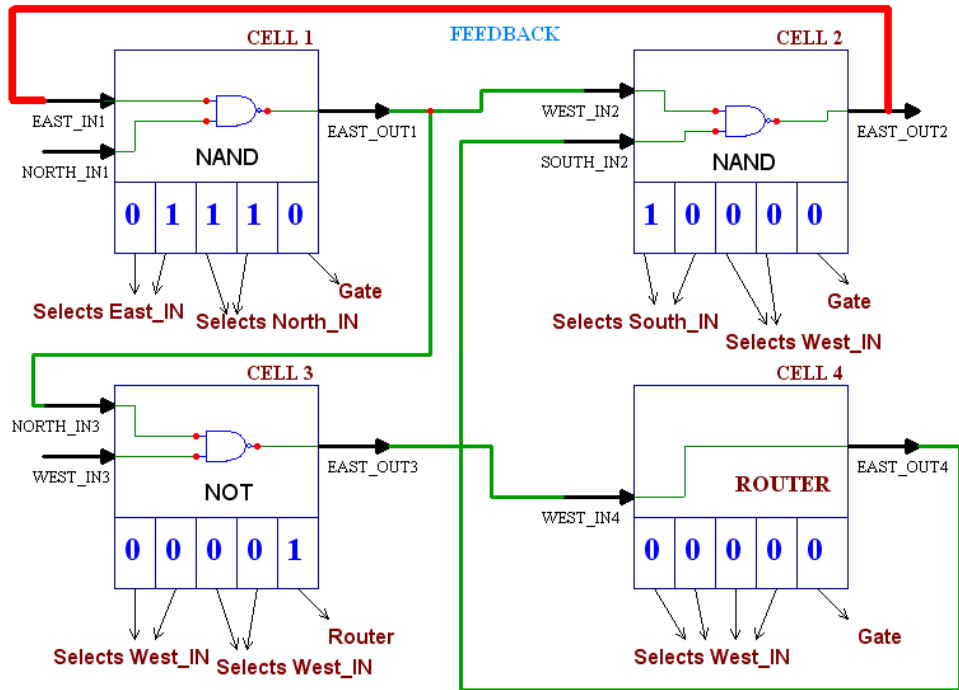 CELL 1
FEEDBACK
CELL 2
EAST_IN1
EAST_OUT1
WEST_IN2
EAST_OUT2
NORTH_IN1
NAND
SOUTH_IN2
NAND
0 1 1 1 0
1 0 0 0 0
Selects East_IN
Selects North_IN
Gate
Selects South_IN
Selects West_IN
Gate
CELL 3
CELL 4
NORTH_IN3
WEST_IN3
EAST_OUT3
NOT
WEST_IN4
EAST_OUT4
ROUTER
0 0 0 0 1
0 0 0 0 0
Selects West_IN
Selects West_IN
Router
Selects West_IN
Gate